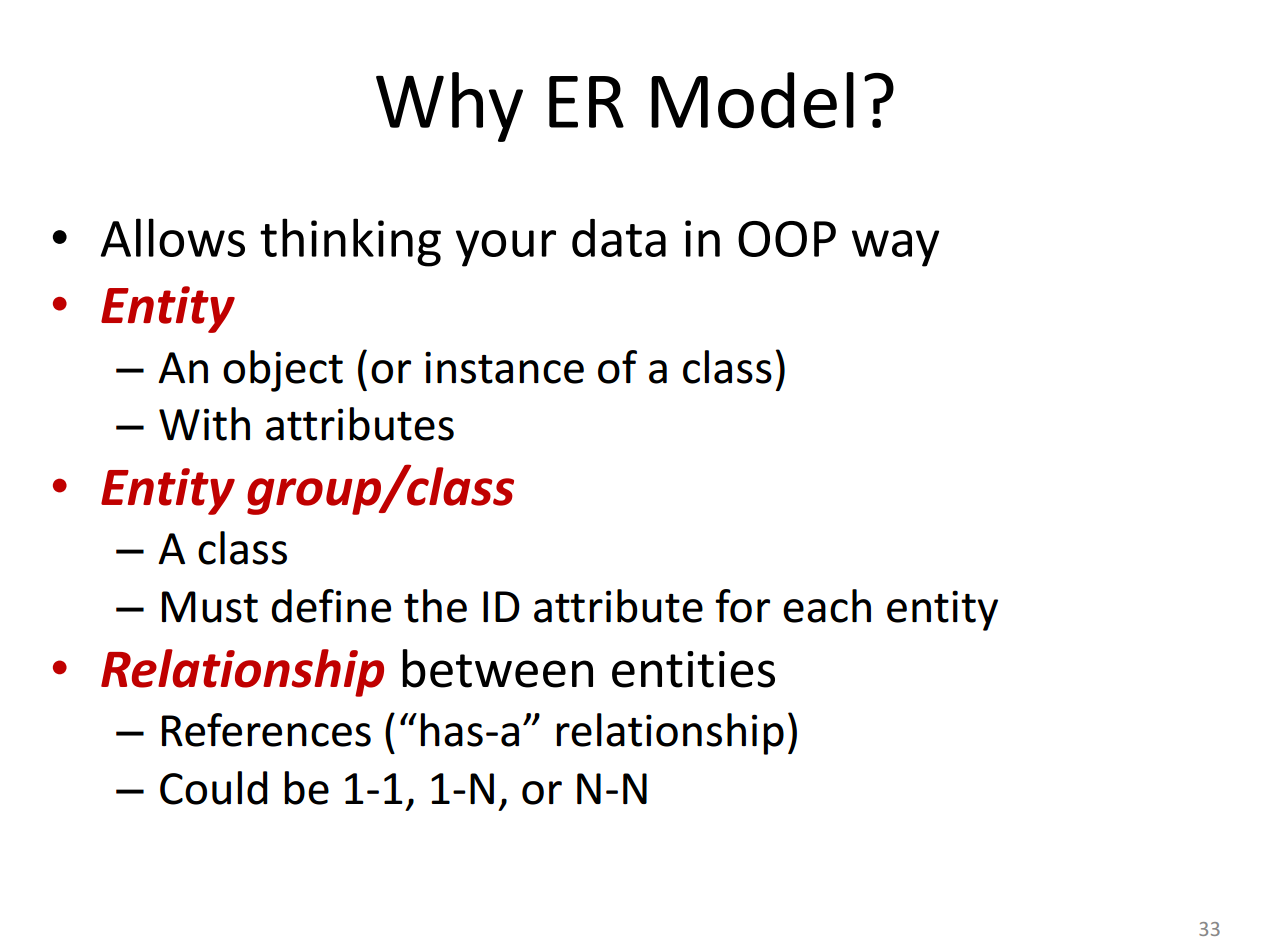 Why ER Model?
• Allows thinking your data in OOP way
• Entity
– An object (or instance of a class)
– With attributes
• Entity group/class
– A class
– Must define the ID attribute for each entity
• Relationship between entities
– References (“has-a” relationship)
– Could be 1-1, 1-N, or N-N
33